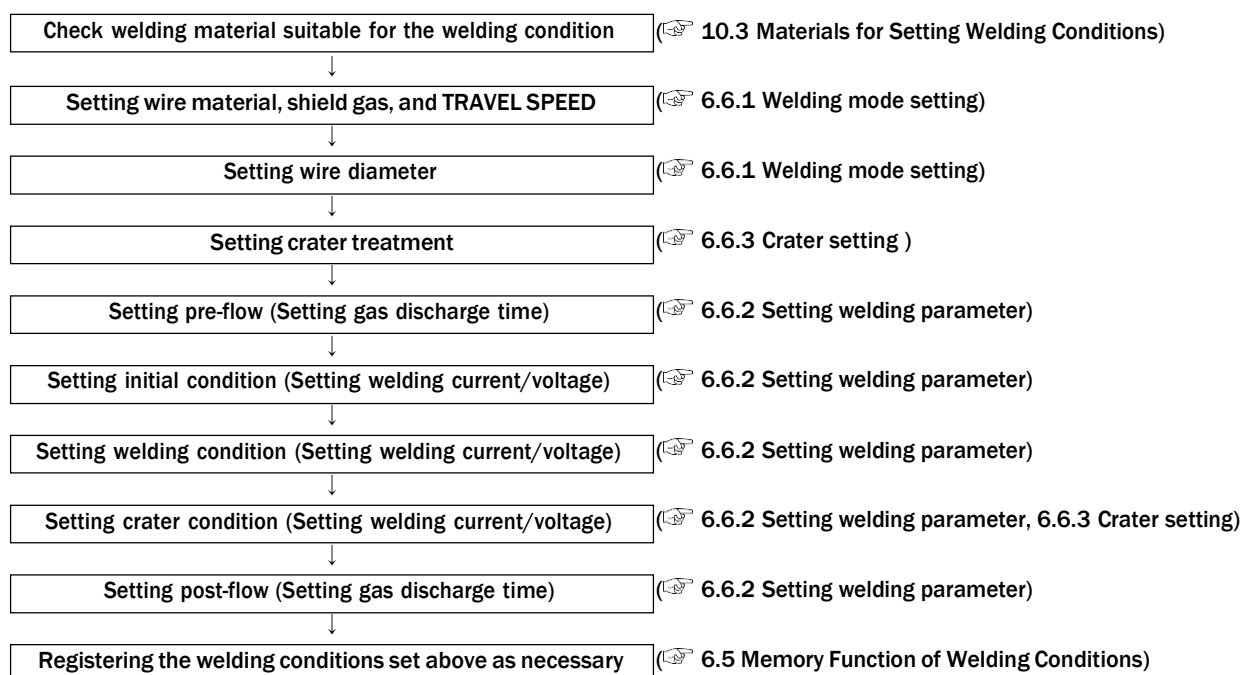 Check welding material suitable for the welding condition (☞ 10.3 Materials for Setting Welding Conditions)
↓
Setting wire material, shield gas, and TRAVEL SPEED (☞ 6.6.1 Welding mode setting)
↓
Setting wire diameter (☞ 6.6.1 Welding mode setting)
↓
Setting crater treatment (☞ 6.6.3 Crater setting )
↓
Setting pre-flow (Setting gas discharge time) (☞ 6.6.2 Setting welding parameter)
↓
Setting initial condition (Setting welding current/voltage) (☞ 6.6.2 Setting welding parameter)
↓
Setting welding condition (Setting welding current/voltage) (☞ 6.6.2 Setting welding parameter)
↓
Setting crater condition (Setting welding current/voltage) (☞ 6.6.2 Setting welding parameter, 6.6.3 Crater setting)
↓
Setting post-flow (Setting gas discharge time) (☞ 6.6.2 Setting welding parameter)
↓
Registering the welding conditions set above as necessary (☞ 6.5 Memory Function of Welding Conditions)